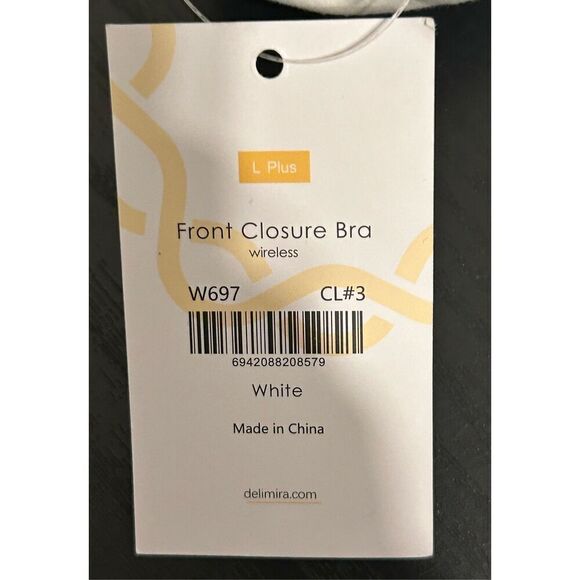 L Plus
Front Closure Bra
wireless
W697 CL#3
6942088208579
White
Made in China
delimira.com